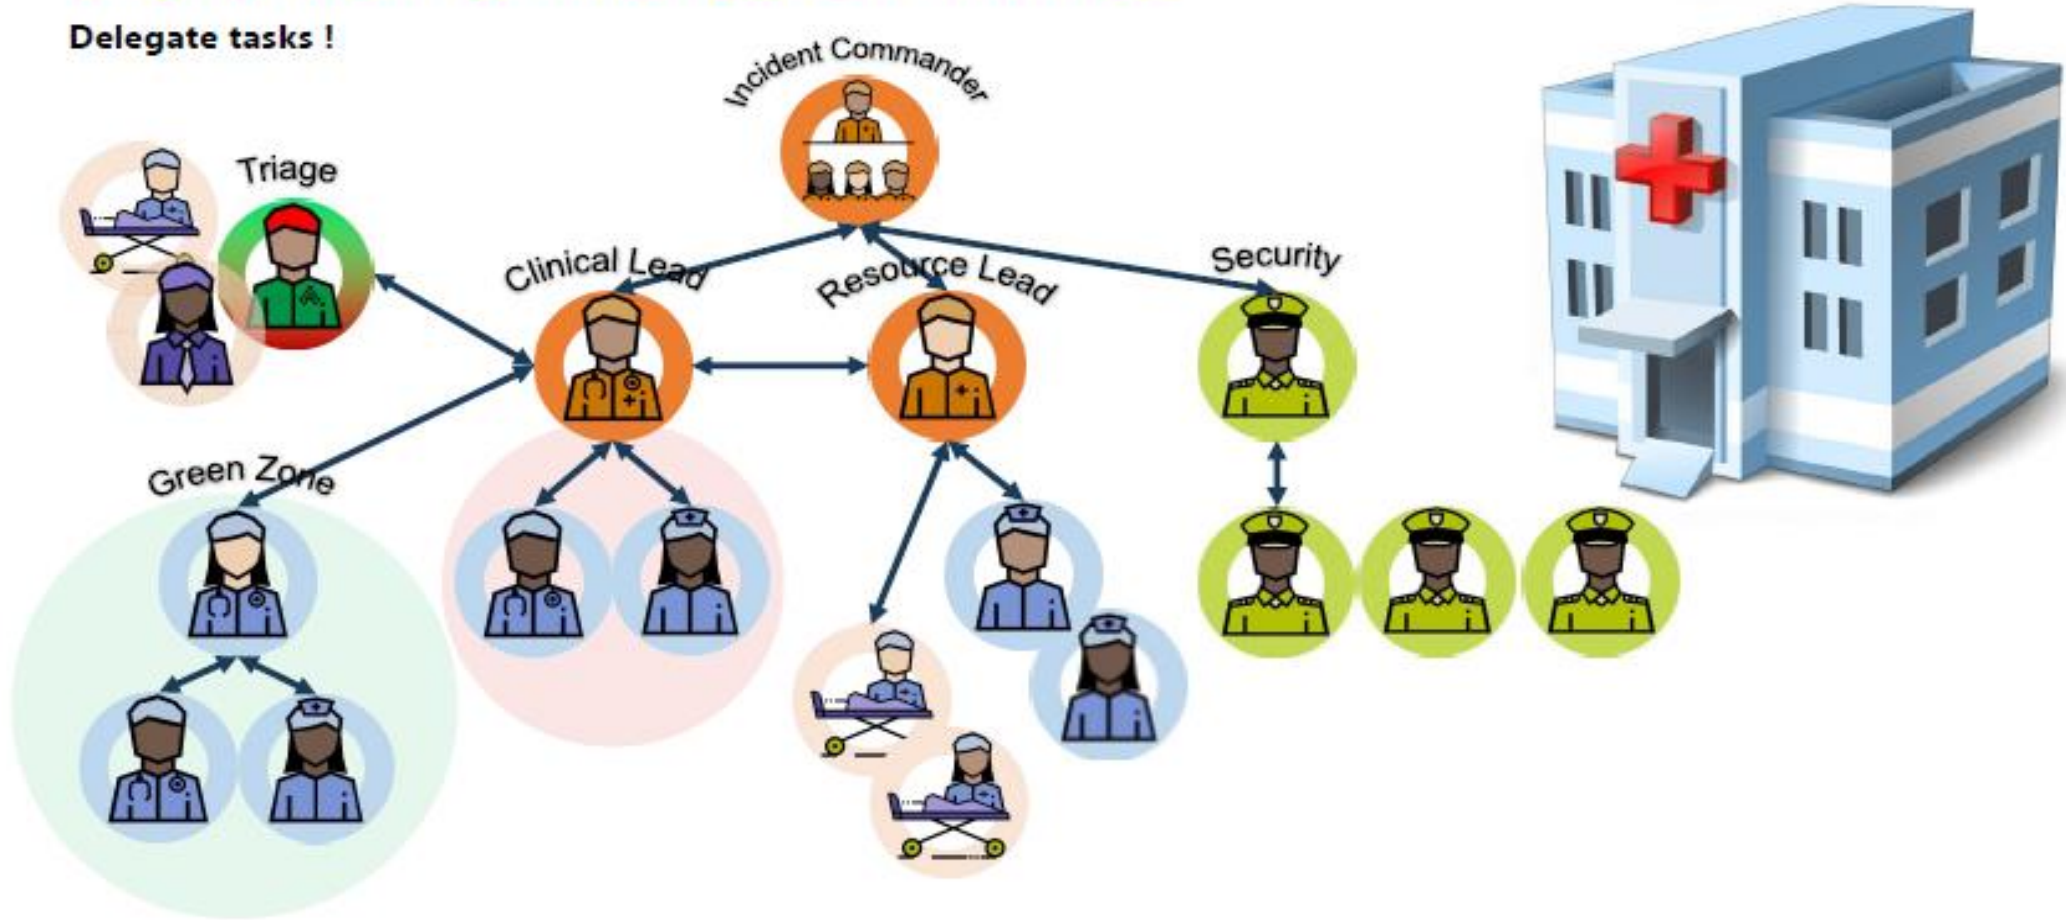 Delegate tasks !
Incident Commander
Triage
Clinical Lead
Resource Lead
Security
Green Zone